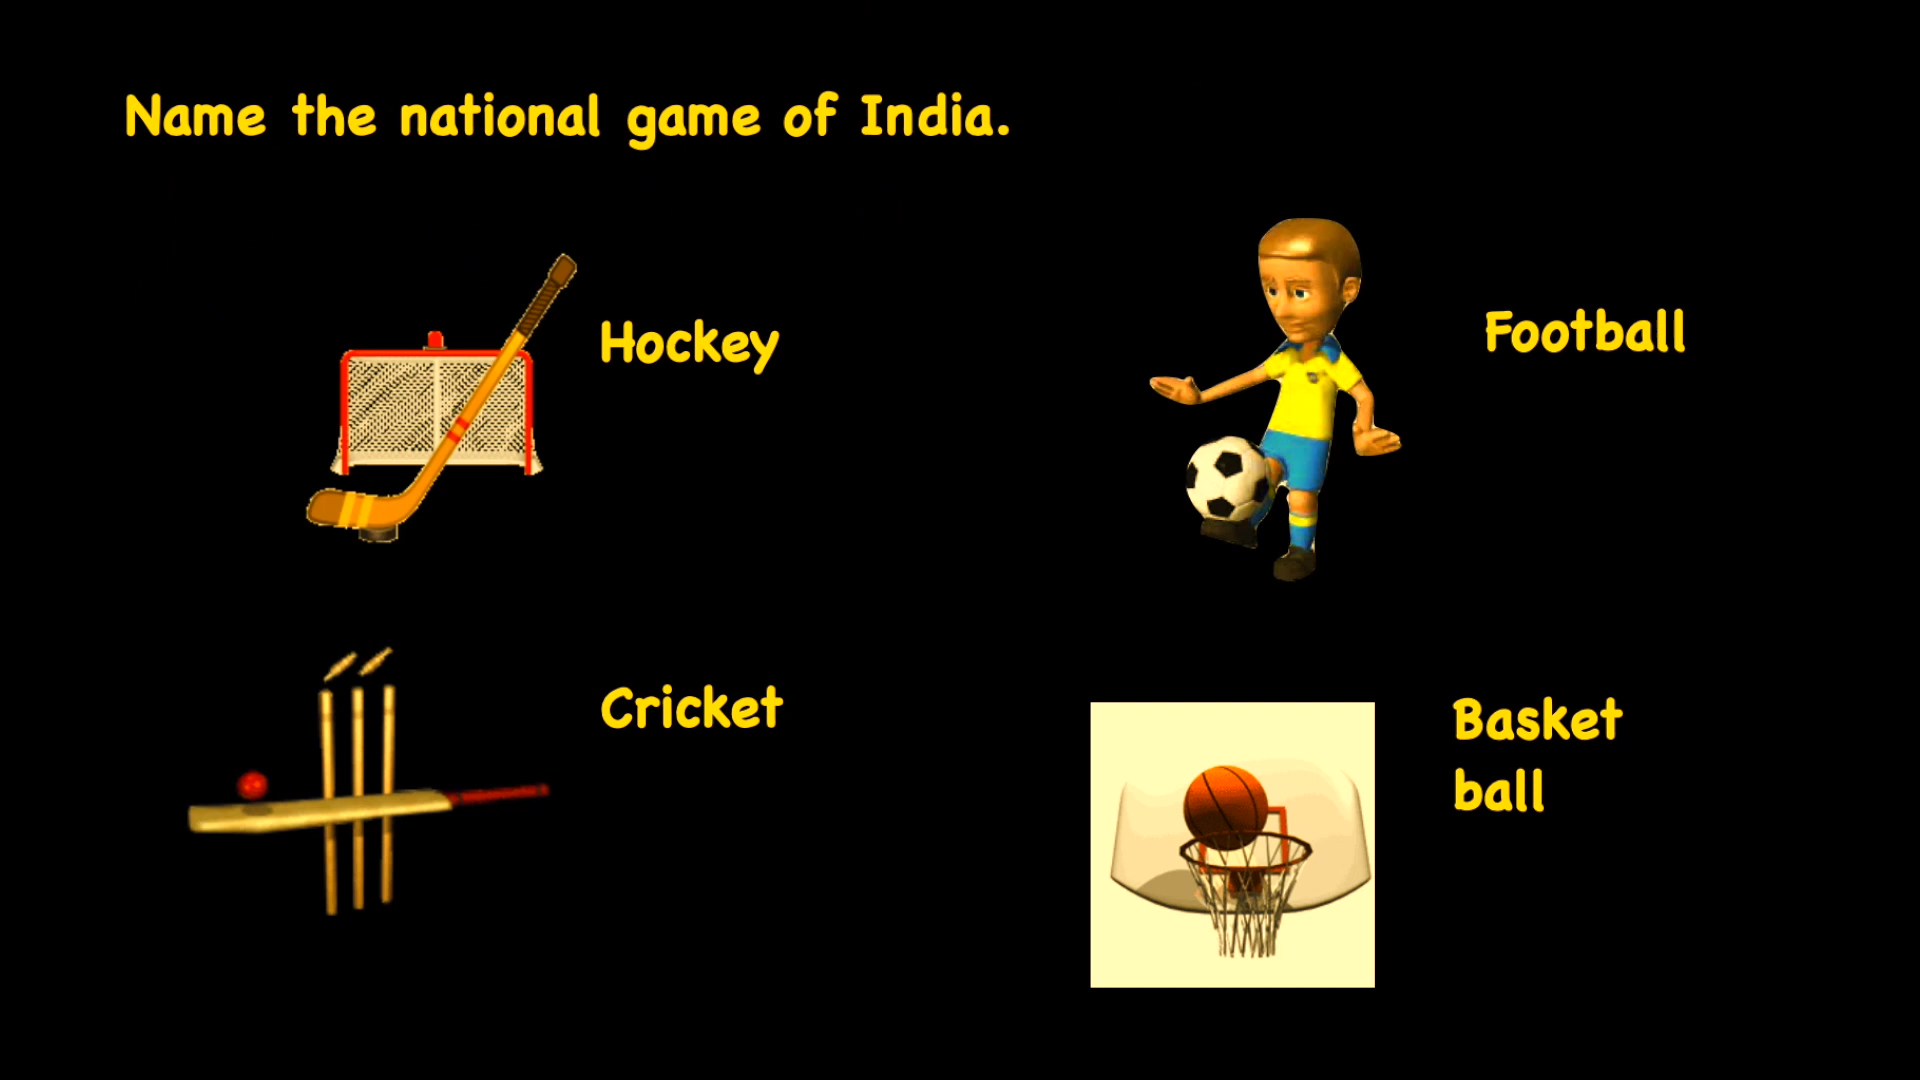 Name the national game of India.
Hockey
Football
Cricket
Basket
ball